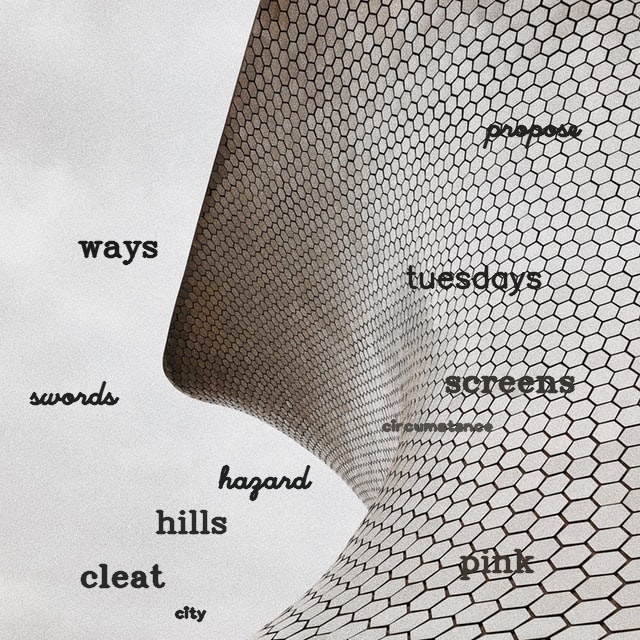 propose
ways
tuesdays
screens
swords
circumstance
hazard
hills
pink
cleat
city